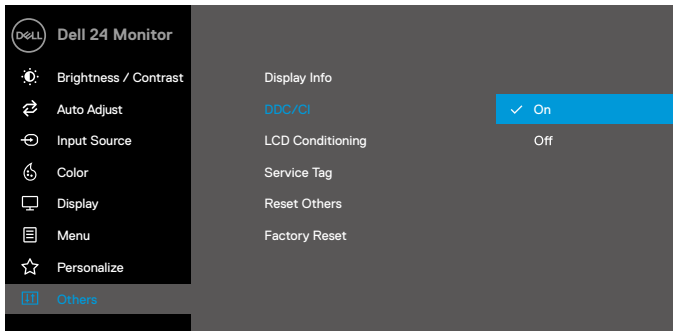 DELL Dell 24 Monitor
Brightness / Contrast Display Info
Auto Adjust DDC/CI On
Input Source LCD Conditioning Off
Color Service Tag
Display Reset Others
Menu Factory Reset
Personalize
Others